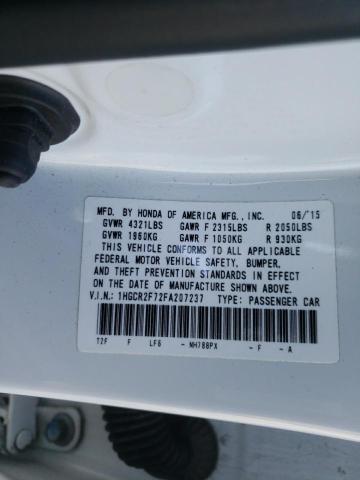 MFD. BY HONDA OF AMERICA MFG., INC. 06/'15
GVWR 4321LBS GAWR F 2315LBS R 2050LBS
GVWR 1960KG GAWR F 1050KG R 930KG
THIS VEHICLE CONFORMS TO ALL APPLICABLE
FEDERAL MOTOR VEHICLE SAFETY, BUMPER,
AND THEFT PREVENTION STANDARDS IN EFFECT
ON THE DATE OF MANUFACTURE SHOWN ABOVE.
V.I.N.: 1HGCR2F72FA207237 TYPE: PASSENGER CAR
T2F F LF6 - NH788PX - F - A